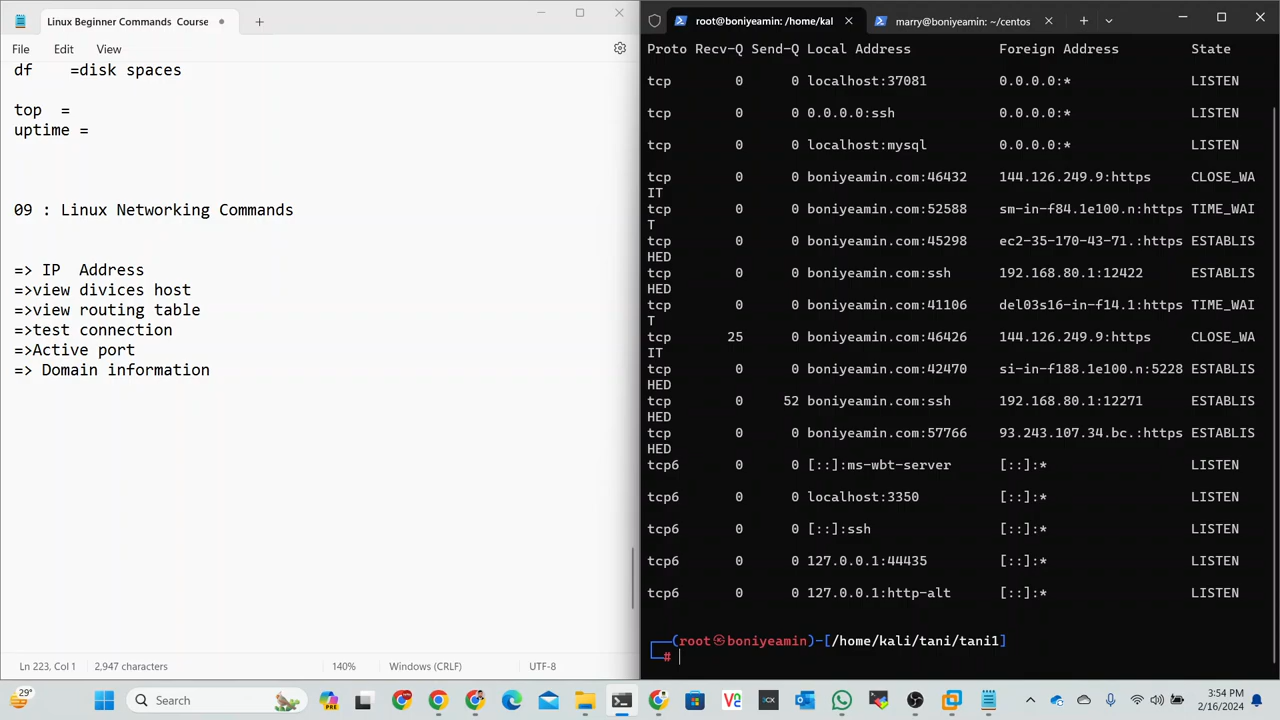 Linux Beginner Commands Course
File Edit View
df =disk spaces
top =
uptime =
09 : Linux Networking Commands
=> IP Address
=>view divices host
=>view routing table
=>test connection
=>Active port
=> Domain information
Ln 223, Col 1 2,947 characters 140% Windows (CRLF) UTF-8
root@boniyeamin: /home/kal
marry@boniyeamin: ~/centos
Proto Recv-Q Send-Q Local Address Foreign Address State
tcp 0 0 localhost:37081 0.0.0.0:* LISTEN
tcp 0 0 0.0.0.0:ssh 0.0.0.0:* LISTEN
tcp 0 0 localhost:mysql 0.0.0.0:* LISTEN
tcp 0 0 boniyeamin.com:46432 144.126.249.9:https CLOSE_WA
IT
tcp 0 0 boniyeamin.com:52588 sm-in-f84.1e100.n:https TIME_WAI
T
tcp 0 0 boniyeamin.com:45298 ec2-35-170-43-71.:https ESTABLIS
HED
tcp 0 0 boniyeamin.com:ssh 192.168.80.1:12422 ESTABLIS
HED
tcp 0 0 boniyeamin.com:41106 del03s16-in-f14.1:https TIME_WAI
T
tcp 25 0 boniyeamin.com:46426 144.126.249.9:https CLOSE_WA
IT
tcp 0 0 boniyeamin.com:42470 si-in-f188.1e100.n:5228 ESTABLIS
HED
tcp 0 52 boniyeamin.com:ssh 192.168.80.1:12271 ESTABLIS
HED
tcp 0 0 boniyeamin.com:57766 93.243.107.34.bc.:https ESTABLIS
HED
tcp6 0 0 [::]:ms-wbt-server [::]:* LISTEN
tcp6 0 0 localhost:3350 [::]:* LISTEN
tcp6 0 0 [::]:ssh [::]:* LISTEN
tcp6 0 0 127.0.0.1:44435 [::]:* LISTEN
tcp6 0 0 127.0.0.1:http-alt [::]:* LISTEN
┌──(root㉿boniyeamin)-[/home/kali/tani/tani1]
└─#
29°
Search
3:54 PM
2/16/2024